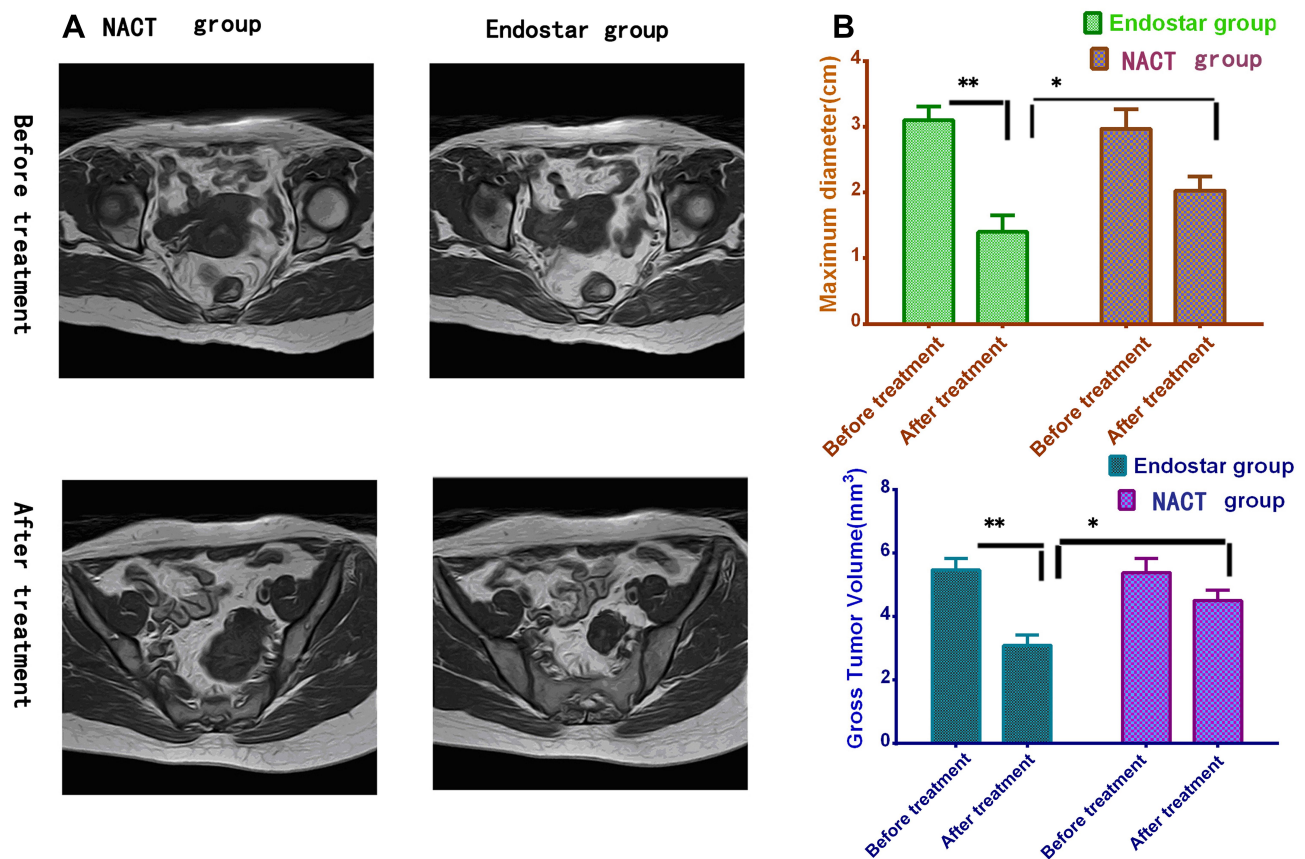 A NACT group
Endostar group
Before treatment
After treatment
B
Endostar group
NACT group
Maximum diameter(cm)
4
3
2
1
0
**
*
Before treatment
After treatment
Before treatment
After treatment
Endostar group
NACT group
Gross Tumor Volume(mm³)
8
6
4
2
0
**
*
Before treatment
After treatment
Before treatment
After treatment